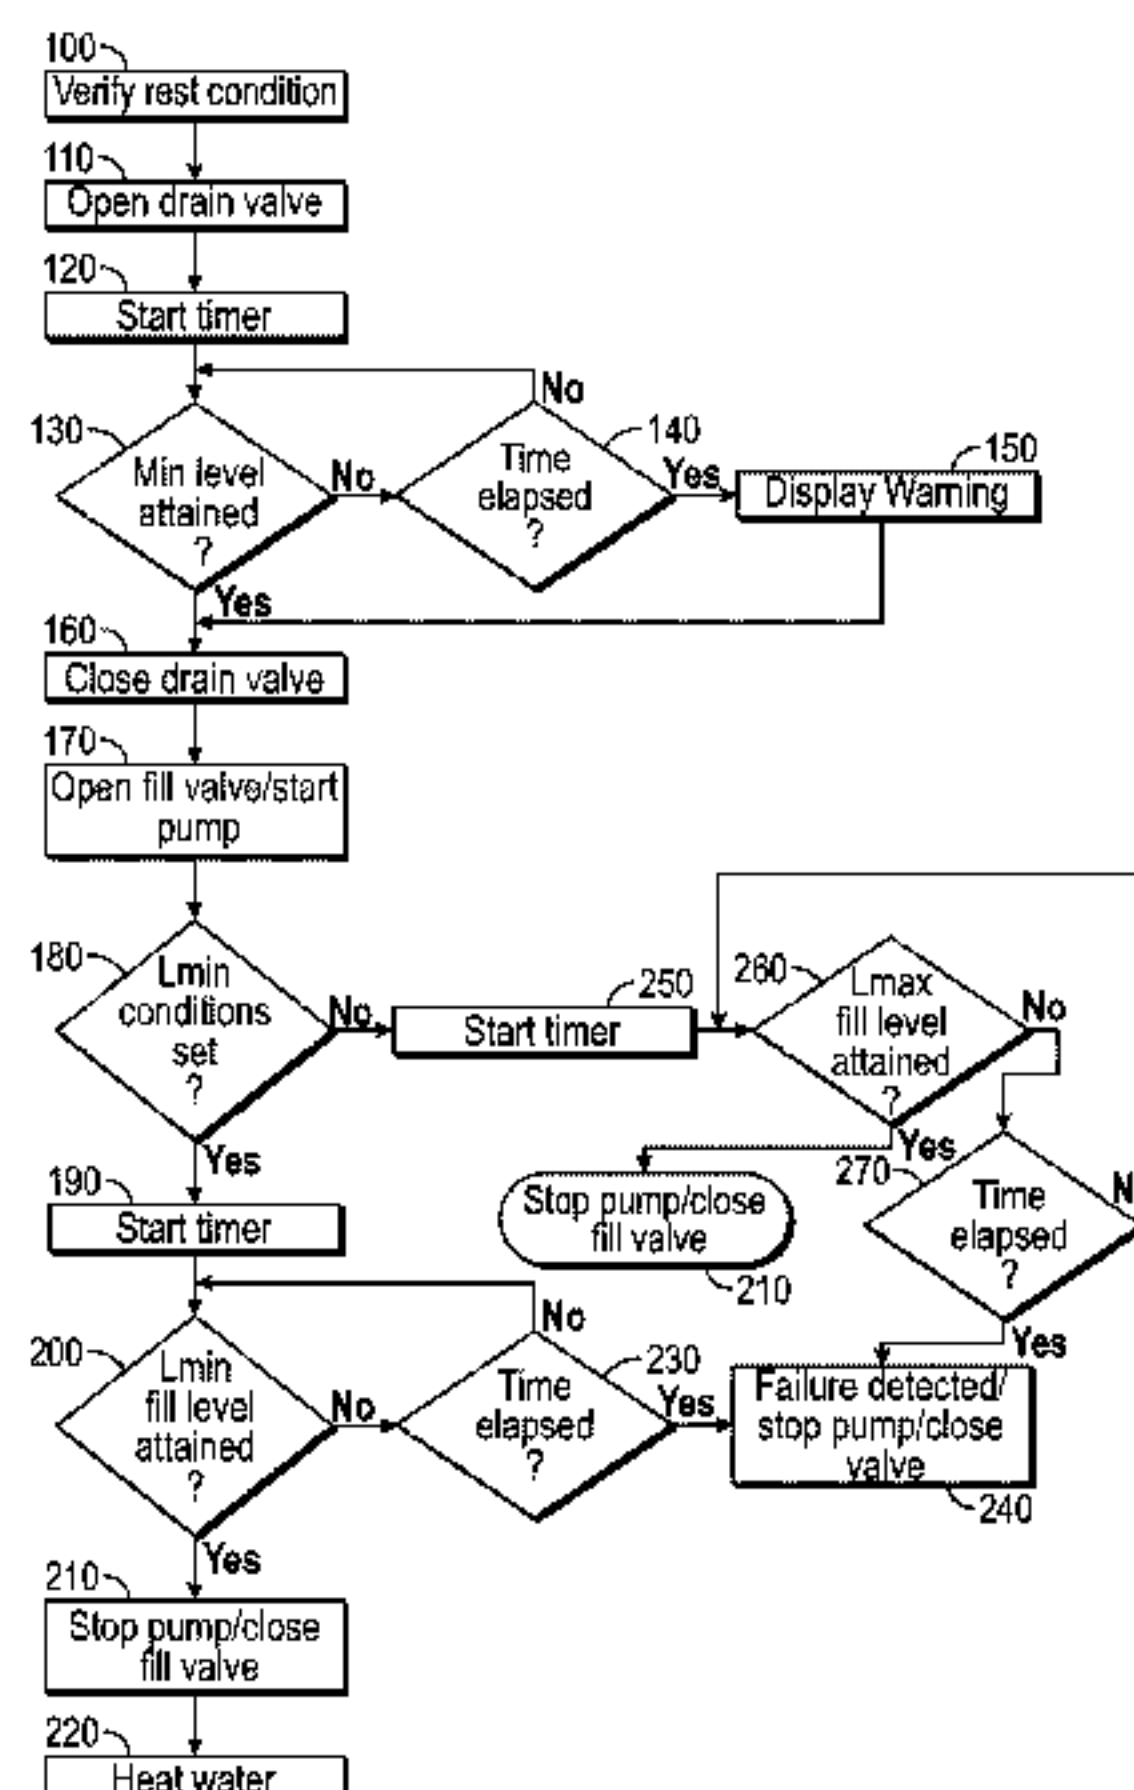 100
Verify rest condition
110
Open drain valve
120
Start timer
No
130
140
150
Min level
attained
?
No
Time
elapsed
?
Yes
Display Warning
Yes
160
Close drain valve
170
Open fill valve/start
pump
180
Lmin
conditions
set
?
No
250
Start timer
260
Lmax
fill level
attained
?
No
Yes
Yes
190
Start timer
Stop pump/close
fill valve
210
270
Time
elapsed
?
No
200
Lmin
fill level
attained
?
No
230
Time
elapsed
?
Yes
Yes
Failure detected/
stop pump/close
valve
240
Yes
210
Stop pump/close
fill valve
220
Heat water